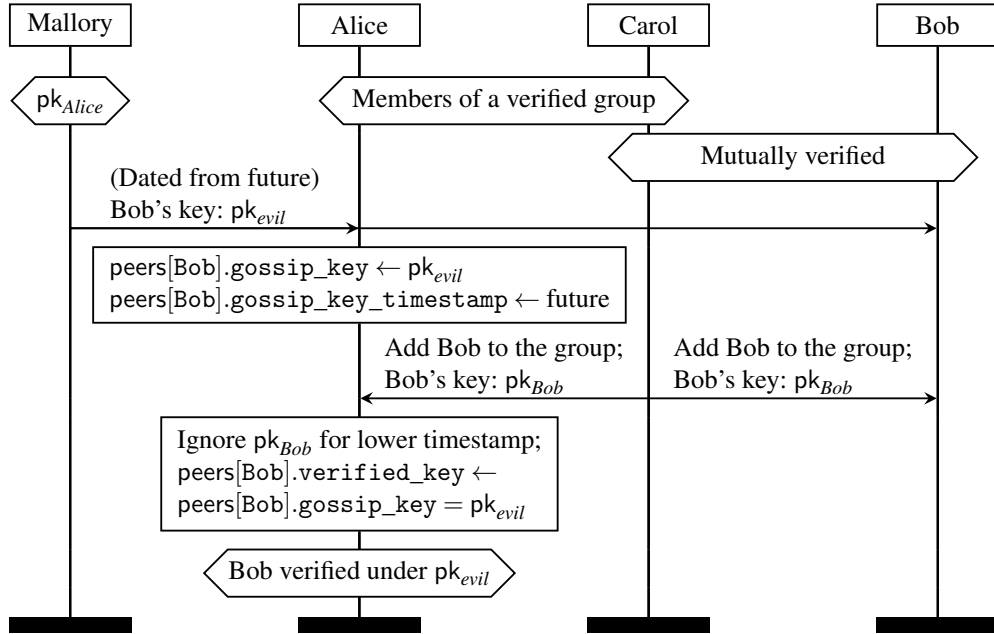 Mallory
Alice
Carol
Bob
pk_Alice
Members of a verified group
Mutually verified
(Dated from future)
Bob's key: pk_evil
peers[Bob].gossip_key ← pk_evil
peers[Bob].gossip_key_timestamp ← future
Add Bob to the group;
Bob's key: pk_Bob
Add Bob to the group;
Bob's key: pk_Bob
Ignore pk_Bob for lower timestamp;
peers[Bob].verified_key ←
peers[Bob].gossip_key = pk_evil
Bob verified under pk_evil